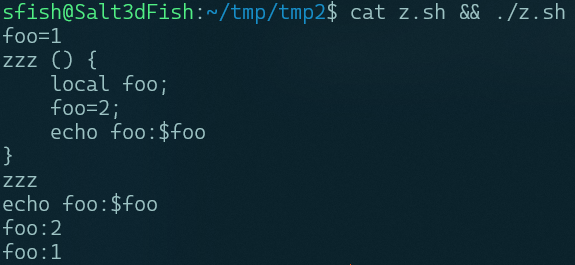 sfish@Salt3dFish:~/tmp/tmp2$ cat z.sh && ./z.sh
foo=1
zzz () {
    local foo;
    foo=2;
    echo foo:$foo
}
zzz
echo foo:$foo
foo:2
foo:1